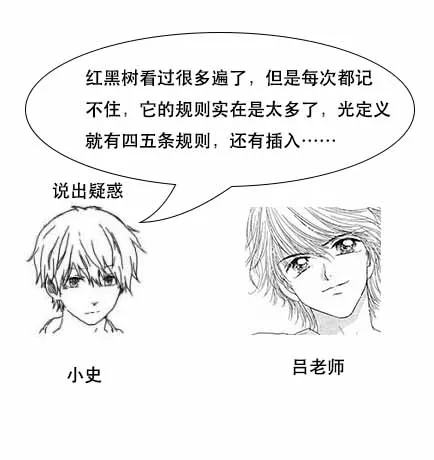 红黑树看过很多遍了，但是每次都记
不住，它的规则实在是太多了，光定义
就有四五条规则，还有插入……
说出疑惑
小史
吕老师